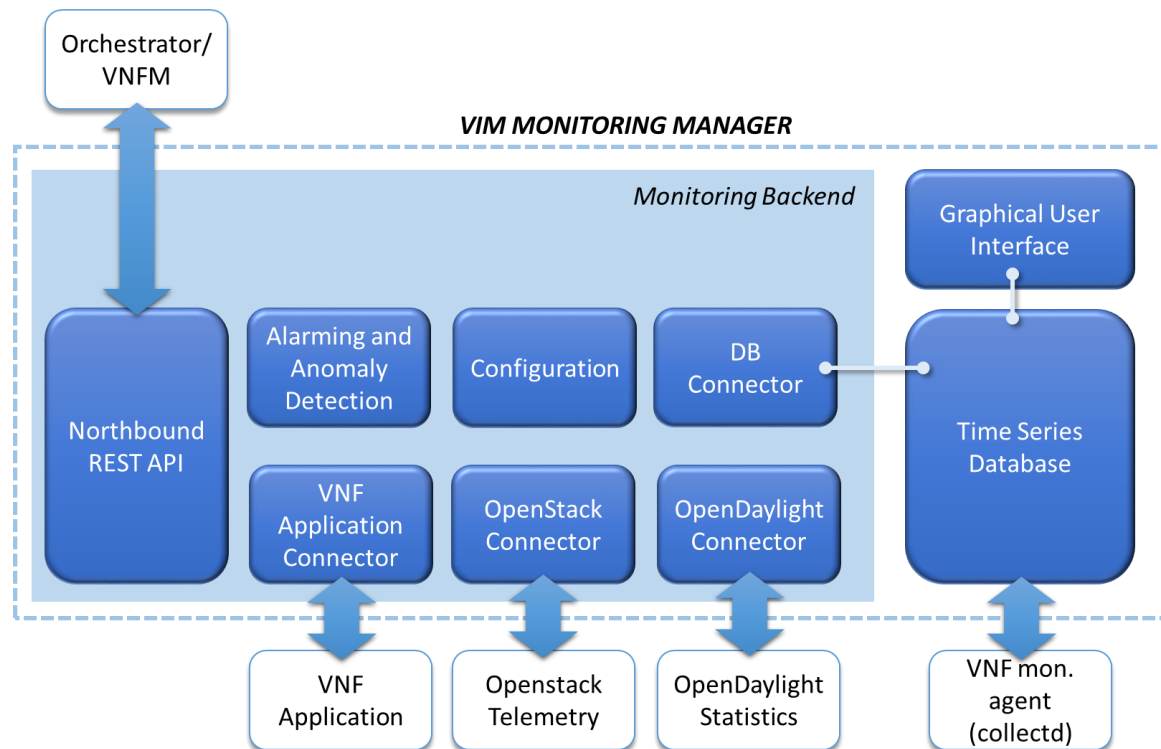 Orchestrator/
VNFM
VIM MONITORING MANAGER
Monitoring Backend
Graphical User
Interface
Northbound
REST API
Alarming and
Anomaly
Detection
Configuration
DB
Connector
Time Series
Database
VNF
Application
Connector
OpenStack
Connector
OpenDaylight
Connector
VNF
Application
Openstack
Telemetry
OpenDaylight
Statistics
VNF mon.
agent
(collectd)